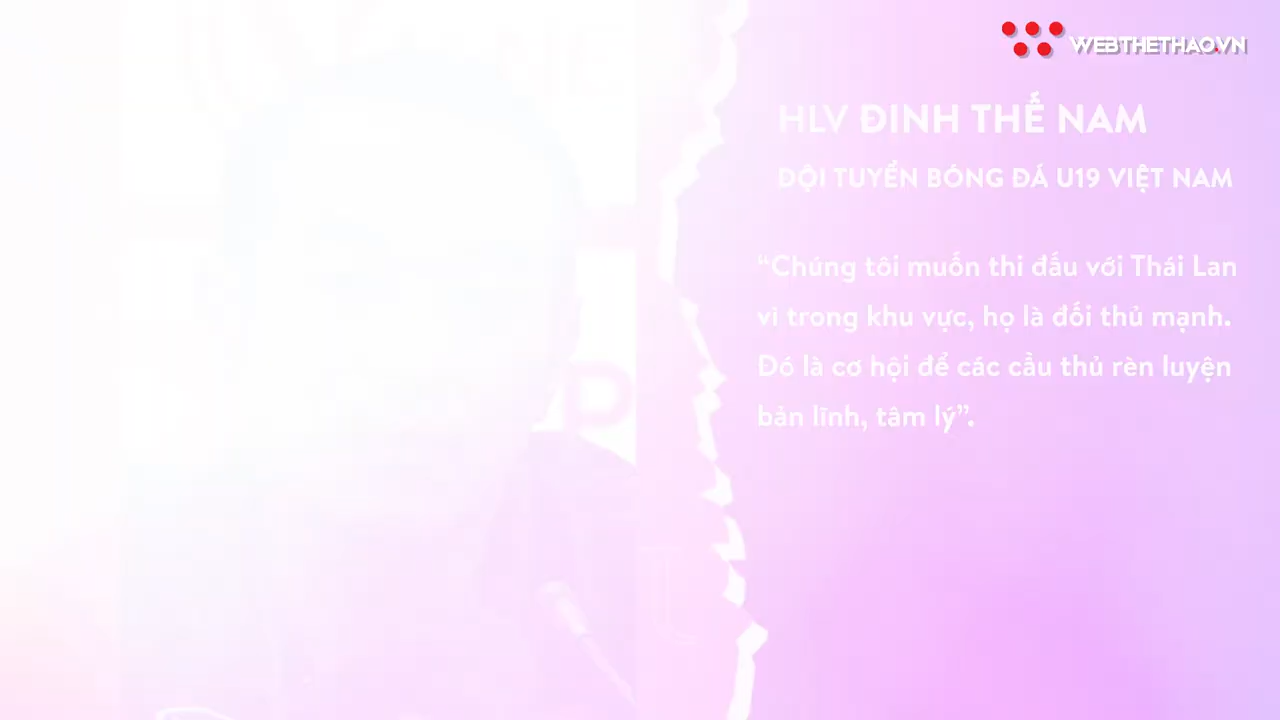 WEBTHETHAO.VN
HLV ĐINH THẾ NAM
ĐỘI TUYỂN BÓNG ĐÁ U19 VIỆT NAM
“Chúng tôi muốn thi đấu với Thái Lan
vì trong khu vực, họ là đối thủ mạnh.
Đó là cơ hội để các cầu thủ rèn luyện
bản lĩnh, tâm lý”.
P